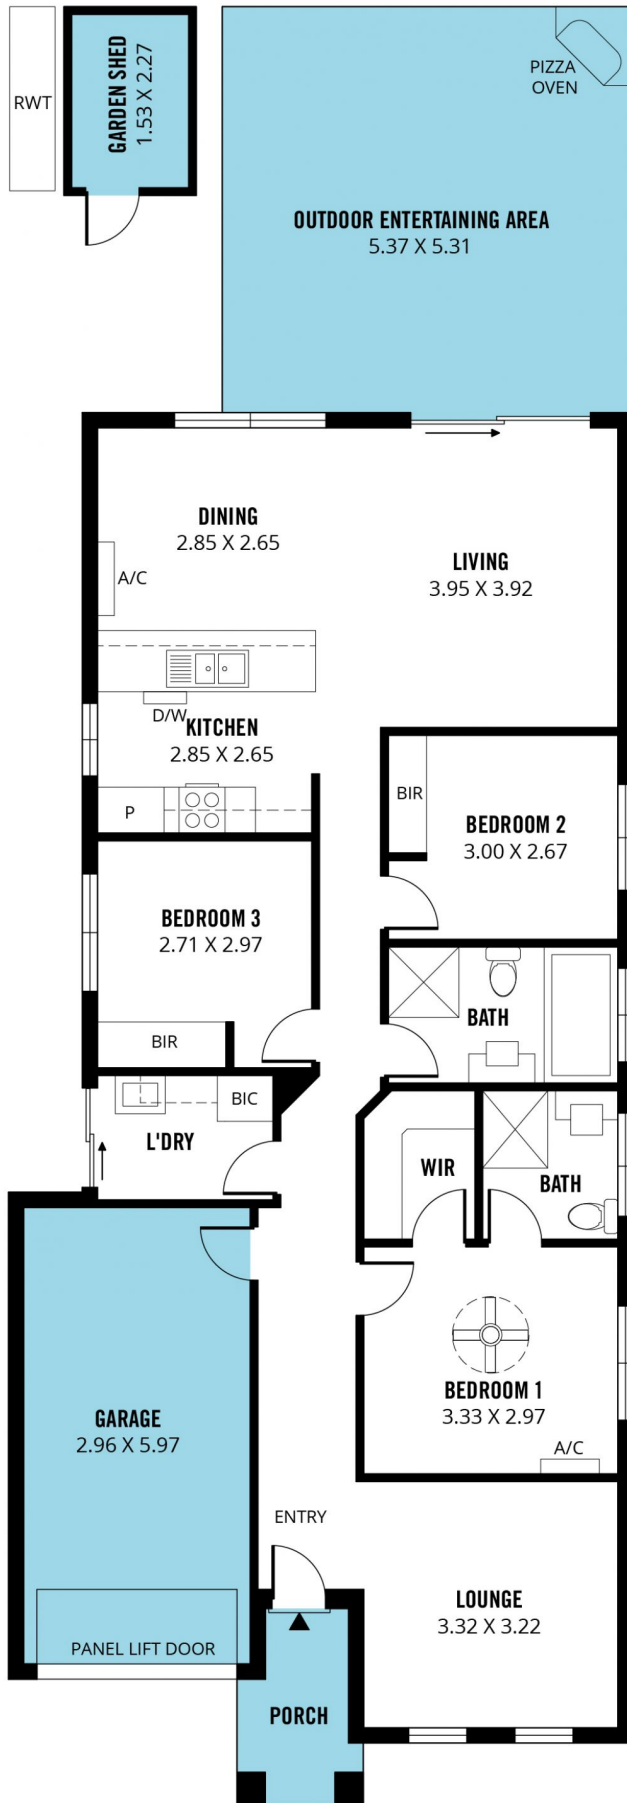 RWT
GARDEN SHED
1.53 X 2.27
PIZZA
OVEN
OUTDOOR ENTERTAINING AREA
5.37 X 5.31
DINING
2.85 X 2.65
A/C
LIVING
3.95 X 3.92
D/W
KITCHEN
2.85 X 2.65
P
BIR
BEDROOM 2
3.00 X 2.67
BEDROOM 3
2.71 X 2.97
BIR
BATH
BIC
L'DRY
WIR
BATH
BEDROOM 1
3.33 X 2.97
A/C
GARAGE
2.96 X 5.97
ENTRY
LOUNGE
3.32 X 3.22
PANEL LIFT DOOR
PORCH